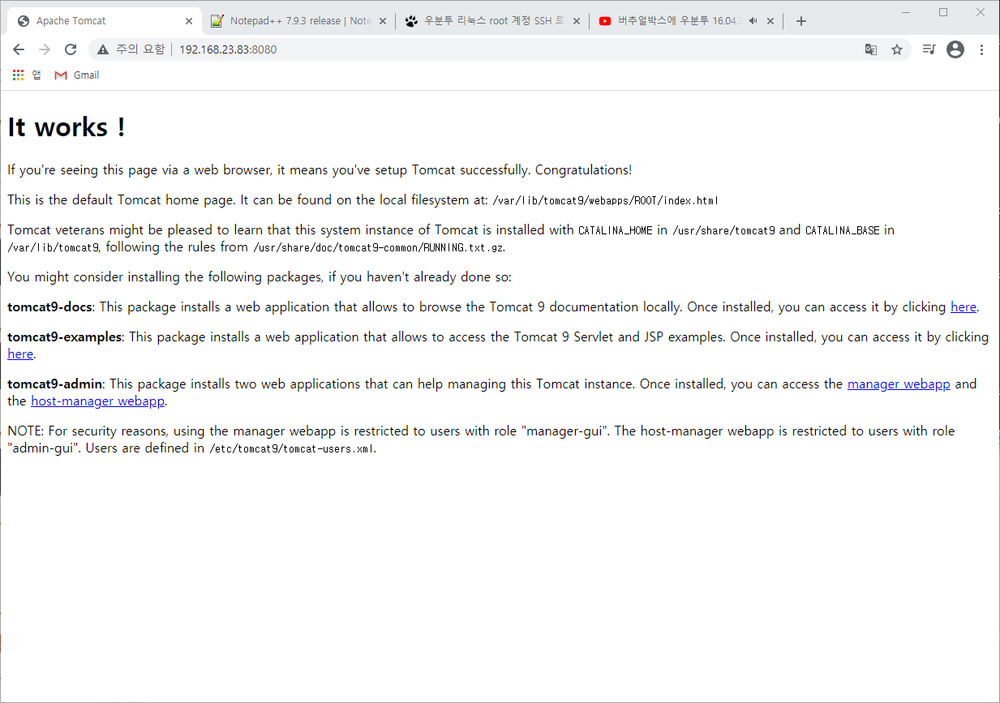 Apache Tomcat
Notepad++ 7.9.3 release | Note
우분투 리눅스 root 계정 SSH 로
버추얼박스에 우분투 16.04.3
주의 요함 | 192.168.23.83:8080
앱 Gmail
It works !
If you're seeing this page via a web browser, it means you've setup Tomcat successfully. Congratulations!
This is the default Tomcat home page. It can be found on the local filesystem at: /var/lib/tomcat9/webapps/ROOT/index.html
Tomcat veterans might be pleased to learn that this system instance of Tomcat is installed with CATALINA_HOME in /usr/share/tomcat9 and CATALINA_BASE in
/var/lib/tomcat9, following the rules from /usr/share/doc/tomcat9-common/RUNNING.txt.gz.
You might consider installing the following packages, if you haven't already done so:
tomcat9-docs: This package installs a web application that allows to browse the Tomcat 9 documentation locally. Once installed, you can access it by clicking here.
tomcat9-examples: This package installs a web application that allows to access the Tomcat 9 Servlet and JSP examples. Once installed, you can access it by clicking
here.
tomcat9-admin: This package installs two web applications that can help managing this Tomcat instance. Once installed, you can access the manager webapp and
the host-manager webapp.
NOTE: For security reasons, using the manager webapp is restricted to users with role "manager-gui". The host-manager webapp is restricted to users with role
"admin-gui". Users are defined in /etc/tomcat9/tomcat-users.xml.